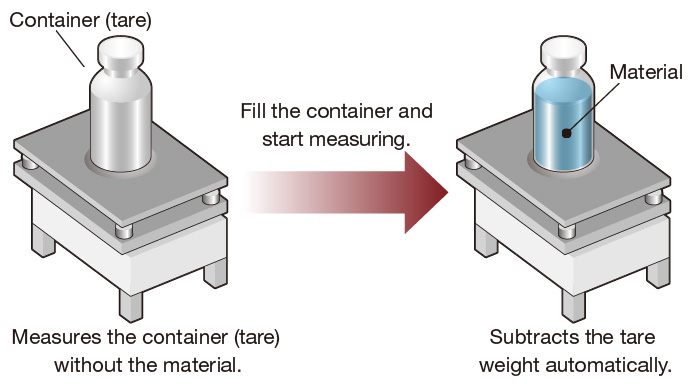 Container (tare)
Material
Fill the container and
start measuring.
Measures the container (tare)
without the material.
Subtracts the tare
weight automatically.